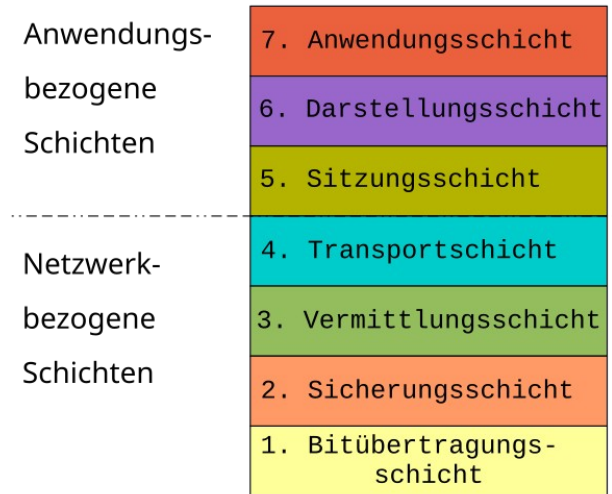 Anwendungs-
bezogene
Schichten
7. Anwendungsschicht
6. Darstellungsschicht
5. Sitzungsschicht
Netzwerk-
bezogene
Schichten
4. Transportschicht
3. Vermittlungsschicht
2. Sicherungsschicht
1. Bitübertragungs-
schicht